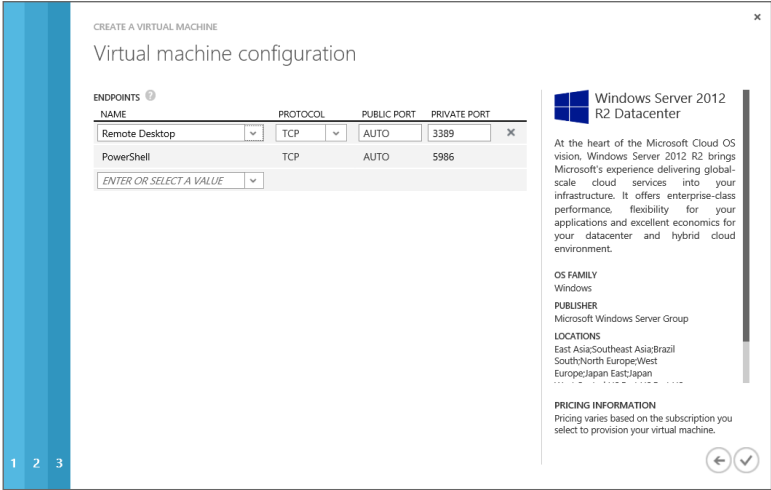 CREATE A VIRTUAL MACHINE
Virtual machine configuration
ENDPOINTS ?
NAME PROTOCOL PUBLIC PORT PRIVATE PORT
Remote Desktop TCP AUTO 3389
PowerShell TCP AUTO 5986
ENTER OR SELECT A VALUE
Windows Server 2012
R2 Datacenter
At the heart of the Microsoft Cloud OS
vision, Windows Server 2012 R2 brings
Microsoft's experience delivering global-
scale cloud services into your
infrastructure. It offers enterprise-class
performance, flexibility for your
applications and excellent economics for
your datacenter and hybrid cloud
environment.
OS FAMILY
Windows
PUBLISHER
Microsoft Windows Server Group
LOCATIONS
East Asia;Southeast Asia;Brazil
South;North Europe;West
Europe;Japan East;Japan
PRICING INFORMATION
Pricing varies based on the subscription you
select to provision your virtual machine.
1 2 3